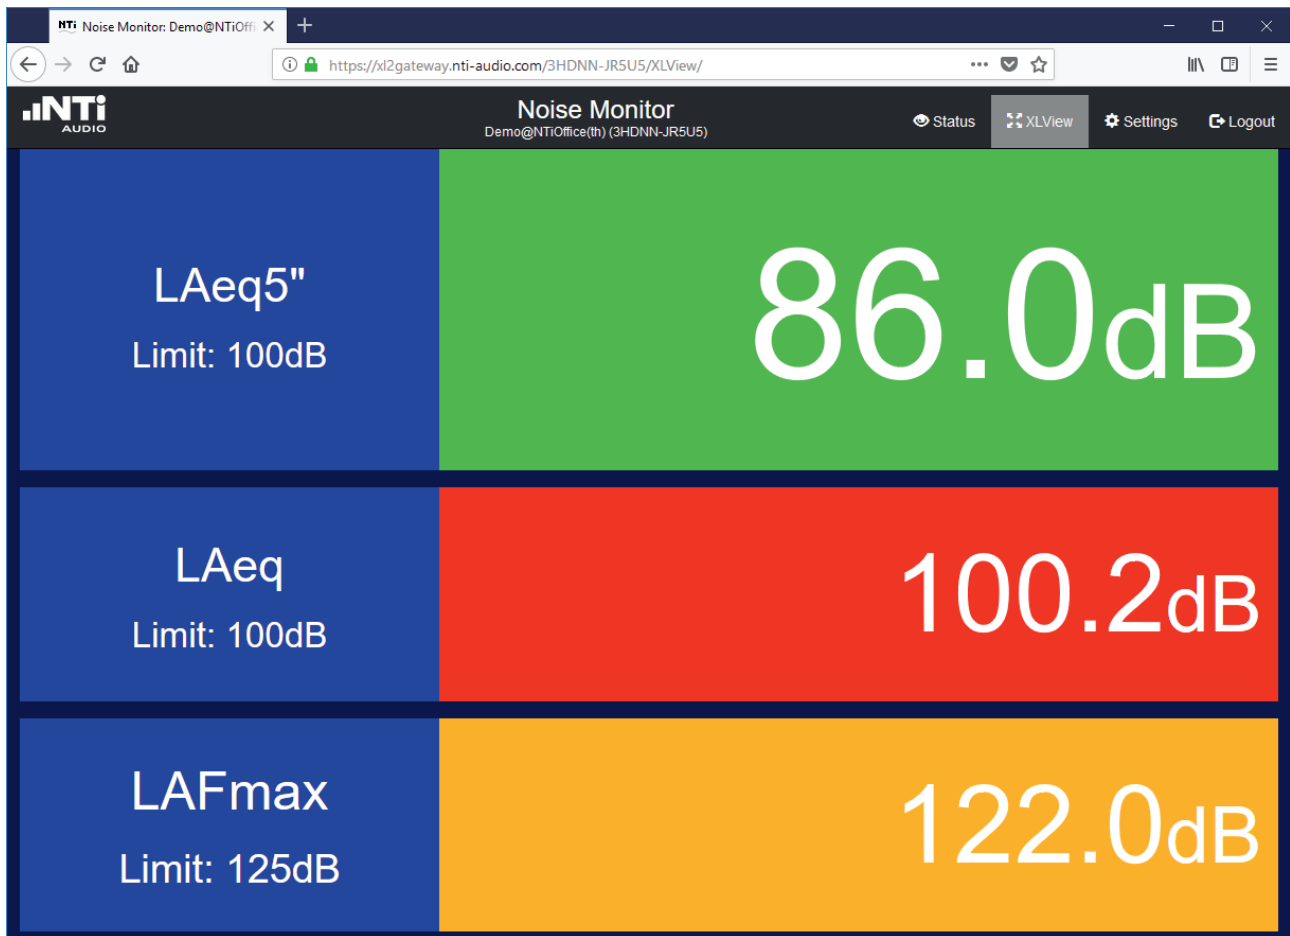 NTi Noise Monitor: Demo@NTiOffi
https://xl2gateway.nti-audio.com/3HDNN-JR5U5/XLView/
NTi
AUDIO
Noise Monitor
Demo@NTiOffice(th) (3HDNN-JR5U5)
Status
XLView
Settings
Logout
LAeq5"
Limit: 100dB
86.0dB
LAeq
Limit: 100dB
100.2dB
LAFmax
Limit: 125dB
122.0dB